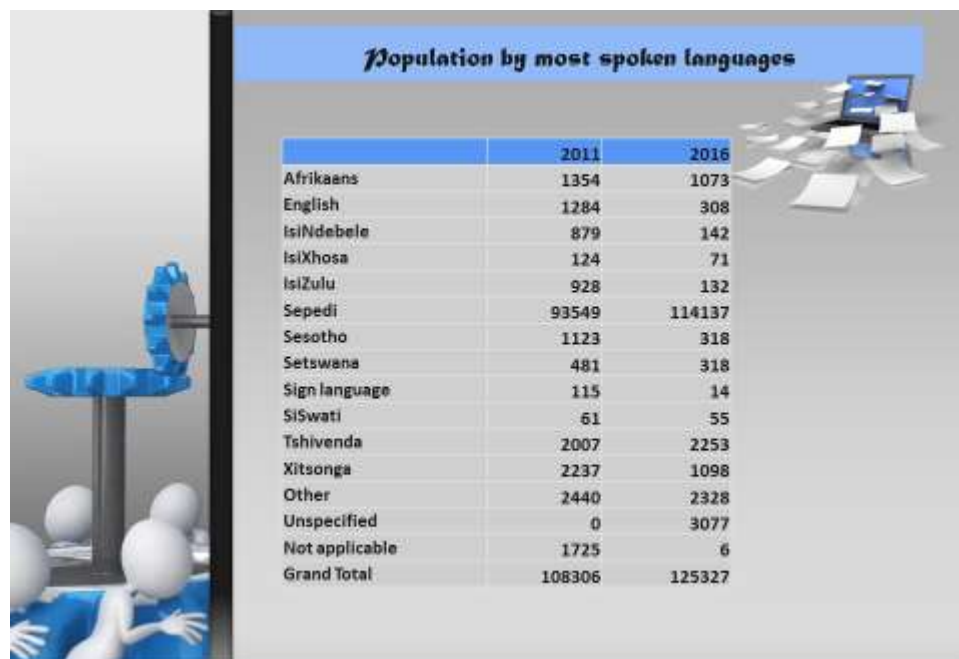 Population by most spoken languages
2011 2016
Afrikaans 1354 1073
English 1284 308
IsiNdebele 879 142
IsiXhosa 124 71
IsiZulu 928 132
Sepedi 93549 114137
Sesotho 1123 318
Setswana 481 318
Sign language 115 14
SiSwati 61 55
Tshivenda 2007 2253
Xitsonga 2237 1098
Other 2440 2328
Unspecified 0 3077
Not applicable 1725 6
Grand Total 108306 125327